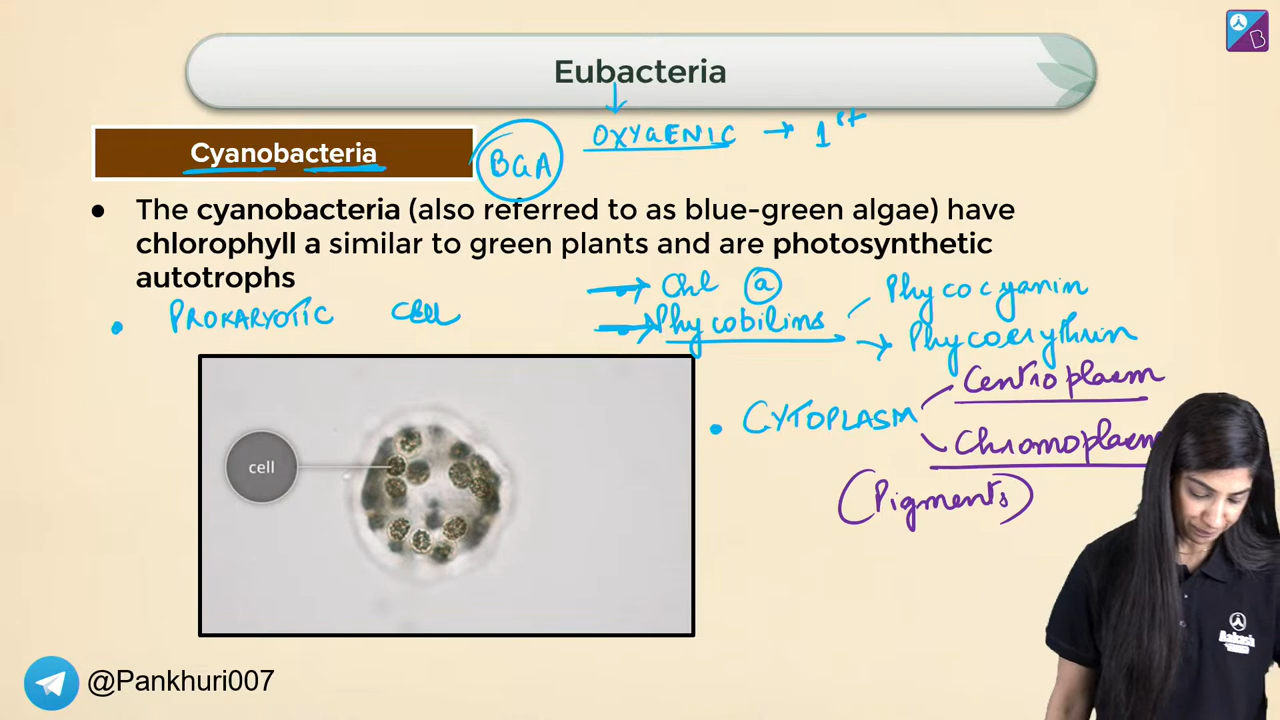 Eubacteria
OXYGENIC → 1st
Cyanobacteria
BGA
● The cyanobacteria (also referred to as blue-green algae) have
chlorophyll a similar to green plants and are photosynthetic
autotrophs
→ Chl a
Phycocyanin
• PROKARYOTIC CELL
→ Phycobilins
→ Phycoerythrin
Centroplasm
• CYTOPLASM
Chromoplasm
(Pigments)
cell
@Pankhuri007
B
Aakash